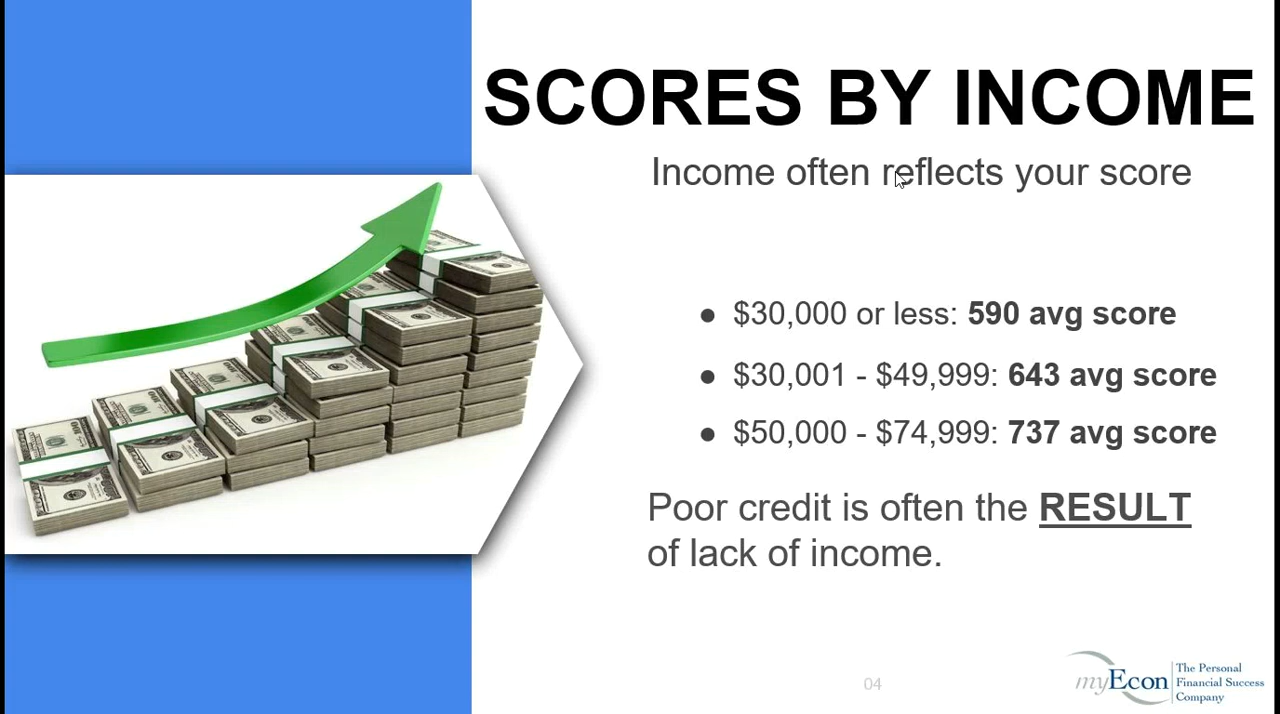 SCORES BY INCOME
Income often reflects your score
● $30,000 or less: 590 avg score
● $30,001 - $49,999: 643 avg score
● $50,000 - $74,999: 737 avg score
Poor credit is often the RESULT
of lack of income.
04
myEcon
The Personal
Financial Success
Company